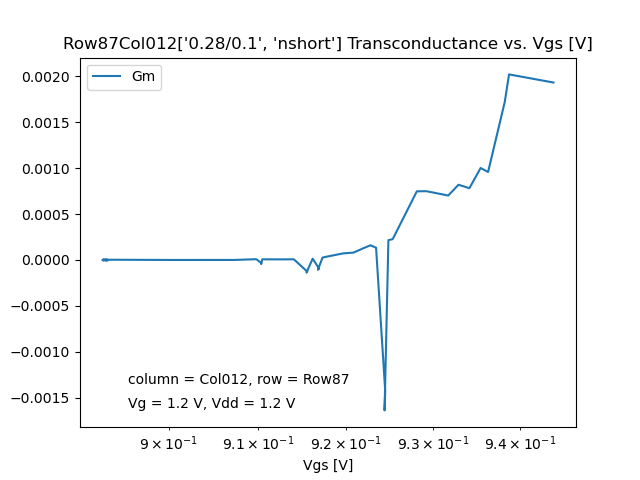 Row87Col012['0.28/0.1', 'nshort'] Transconductance vs. Vgs [V]
Gm
0.0020
0.0015
0.0010
0.0005
0.0000
−0.0005
−0.0010
−0.0015
column = Col012, row = Row87
Vg = 1.2 V, Vdd = 1.2 V
9 × 10⁻¹ 9.1 × 10⁻¹ 9.2 × 10⁻¹ 9.3 × 10⁻¹ 9.4 × 10⁻¹
Vgs [V]